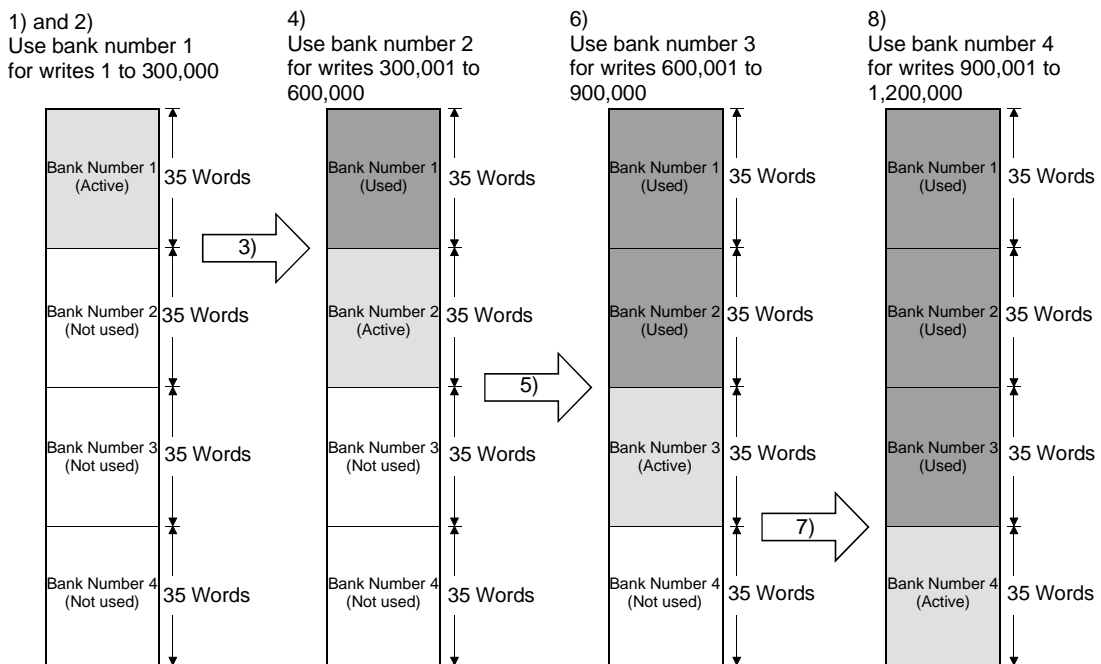 1) and 2)
Use bank number 1
for writes 1 to 300,000
Bank Number 1
(Active)
35 Words
Bank Number 2
(Not used)
35 Words
Bank Number 3
(Not used)
35 Words
Bank Number 4
(Not used)
35 Words
3)
4)
Use bank number 2
for writes 300,001 to
600,000
Bank Number 1
(Used)
35 Words
Bank Number 2
(Active)
35 Words
Bank Number 3
(Not used)
35 Words
Bank Number 4
(Not used)
35 Words
5)
6)
Use bank number 3
for writes 600,001 to
900,000
Bank Number 1
(Used)
35 Words
Bank Number 2
(Used)
35 Words
Bank Number 3
(Active)
35 Words
Bank Number 4
(Not used)
35 Words
7)
8)
Use bank number 4
for writes 900,001 to
1,200,000
Bank Number 1
(Used)
35 Words
Bank Number 2
(Used)
35 Words
Bank Number 3
(Used)
35 Words
Bank Number 4
(Active)
35 Words